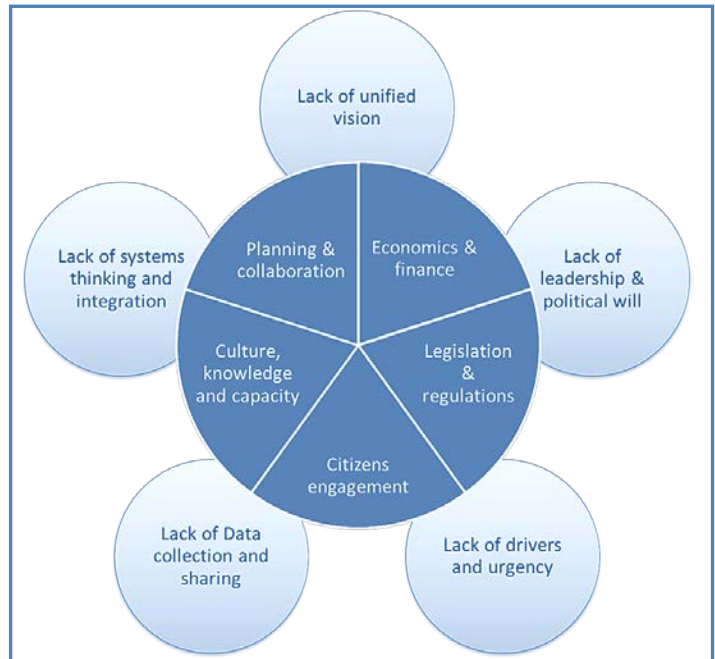 Lack of unified
vision
Planning &
collaboration
Economics &
finance
Lack of systems
thinking and
integration
Lack of
leadership &
political will
Culture,
knowledge
and capacity
Legislation
&
regulations
Citizens
engagement
Lack of Data
collection and
sharing
Lack of drivers
and urgency